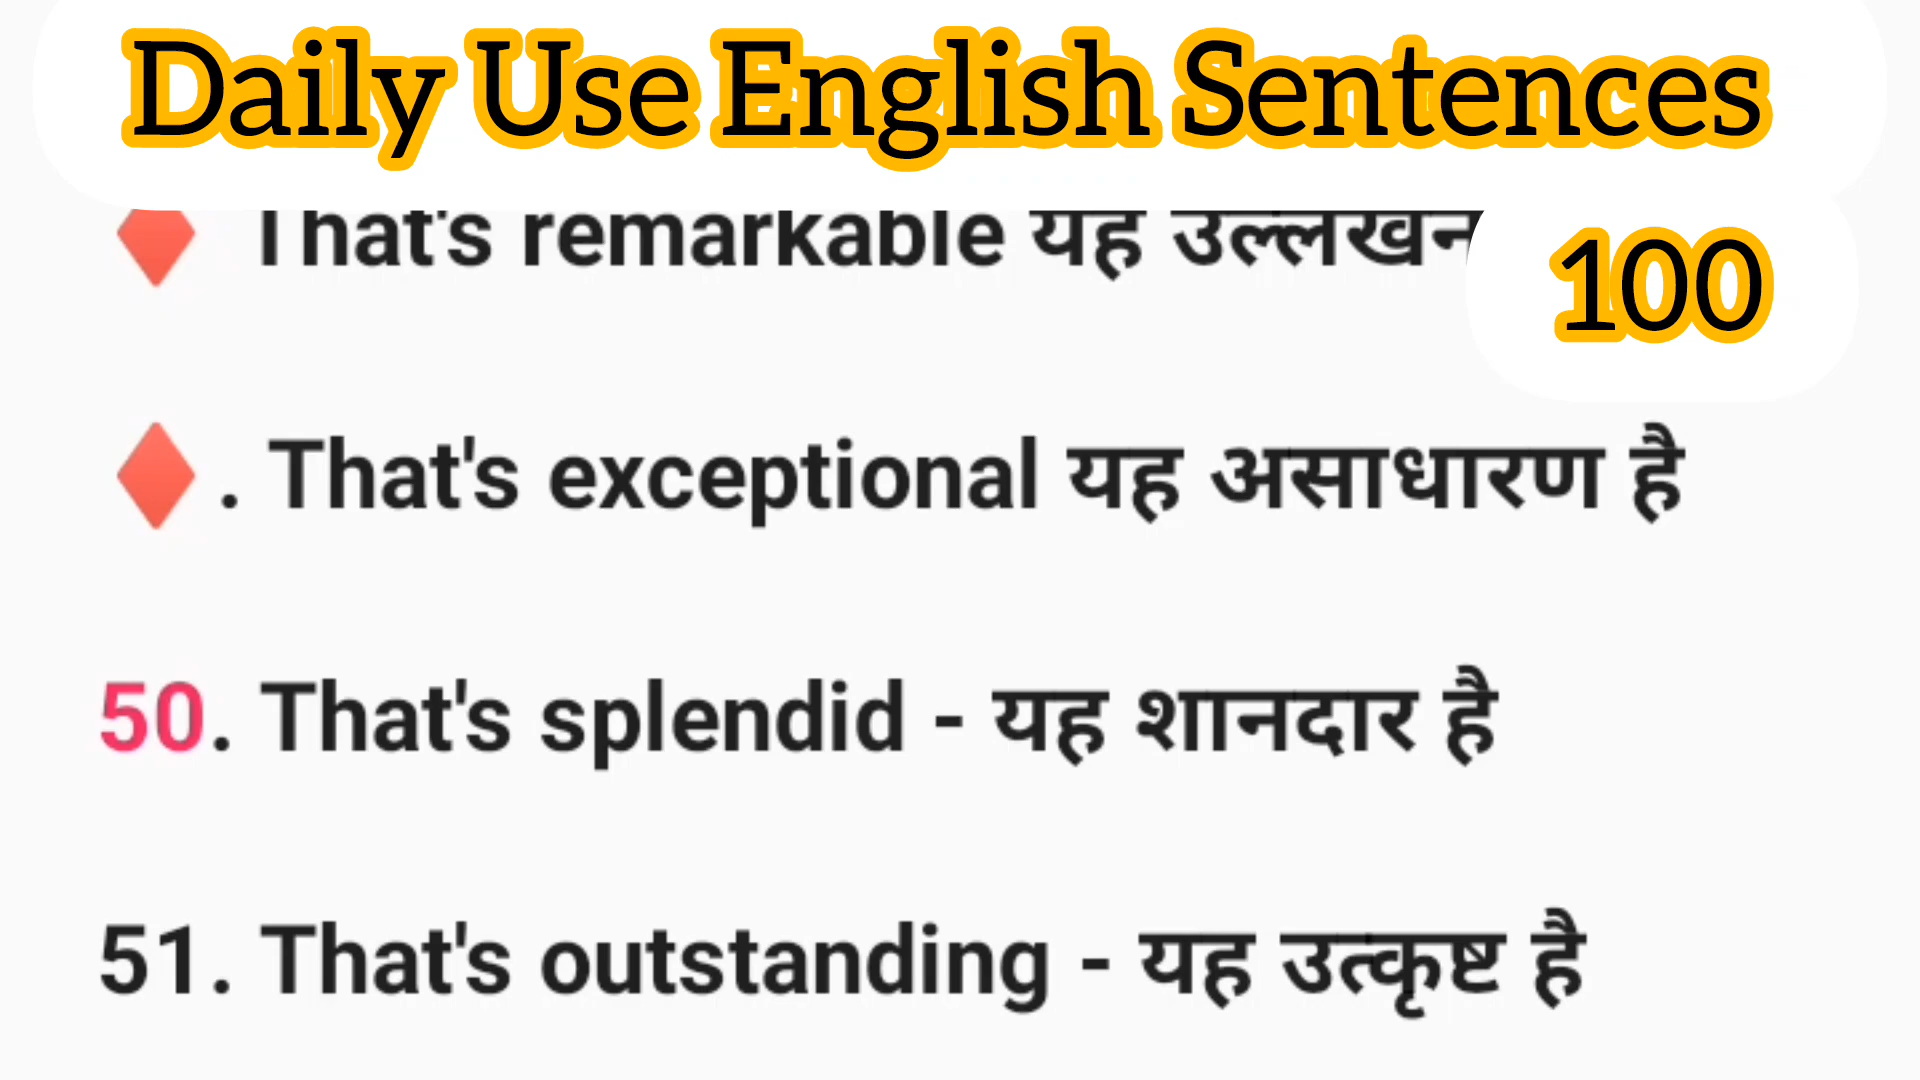 Daily Use English Sentences
That's remarkable यह
100
. That's exceptional यह असाधारण है
50. That's splendid - यह शानदार है
51. That's outstanding - यह उत्कृष्ट है